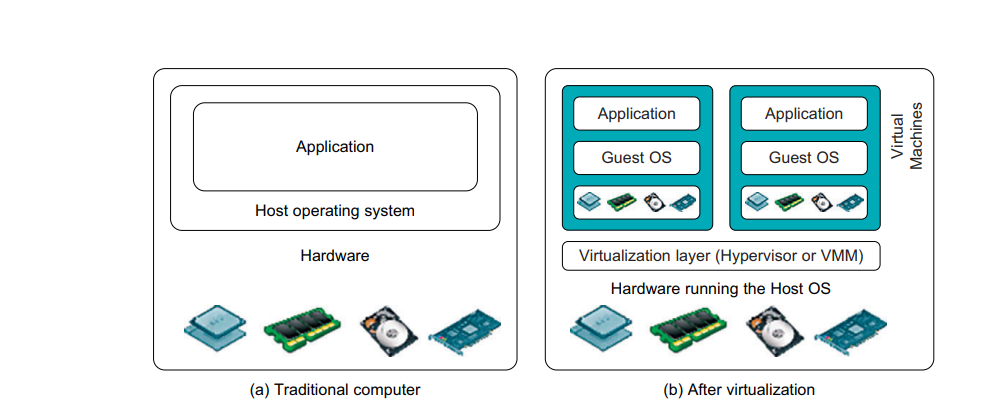 Application
Host operating system
Hardware
(a) Traditional computer
Application
Guest OS
Application
Guest OS
Virtual
Machines
Virtualization layer (Hypervisor or VMM)
Hardware running the Host OS
(b) After virtualization